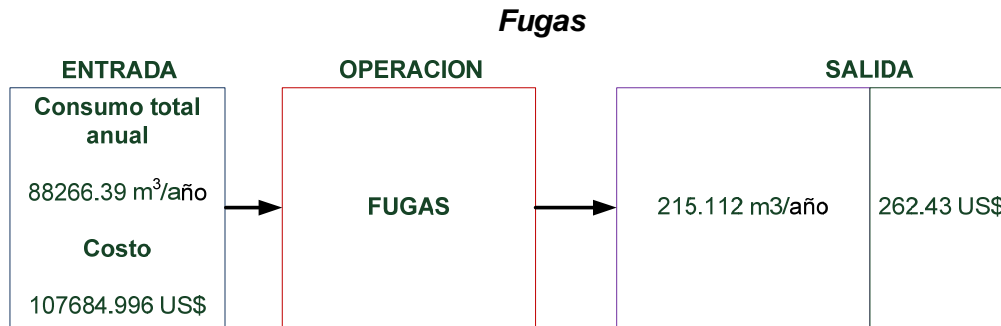 Fugas
ENTRADA
OPERACION
SALIDA
Consumo total
anual
88266.39 m³/año
Costo
107684.996 US$
FUGAS
215.112 m3/año
262.43 US$